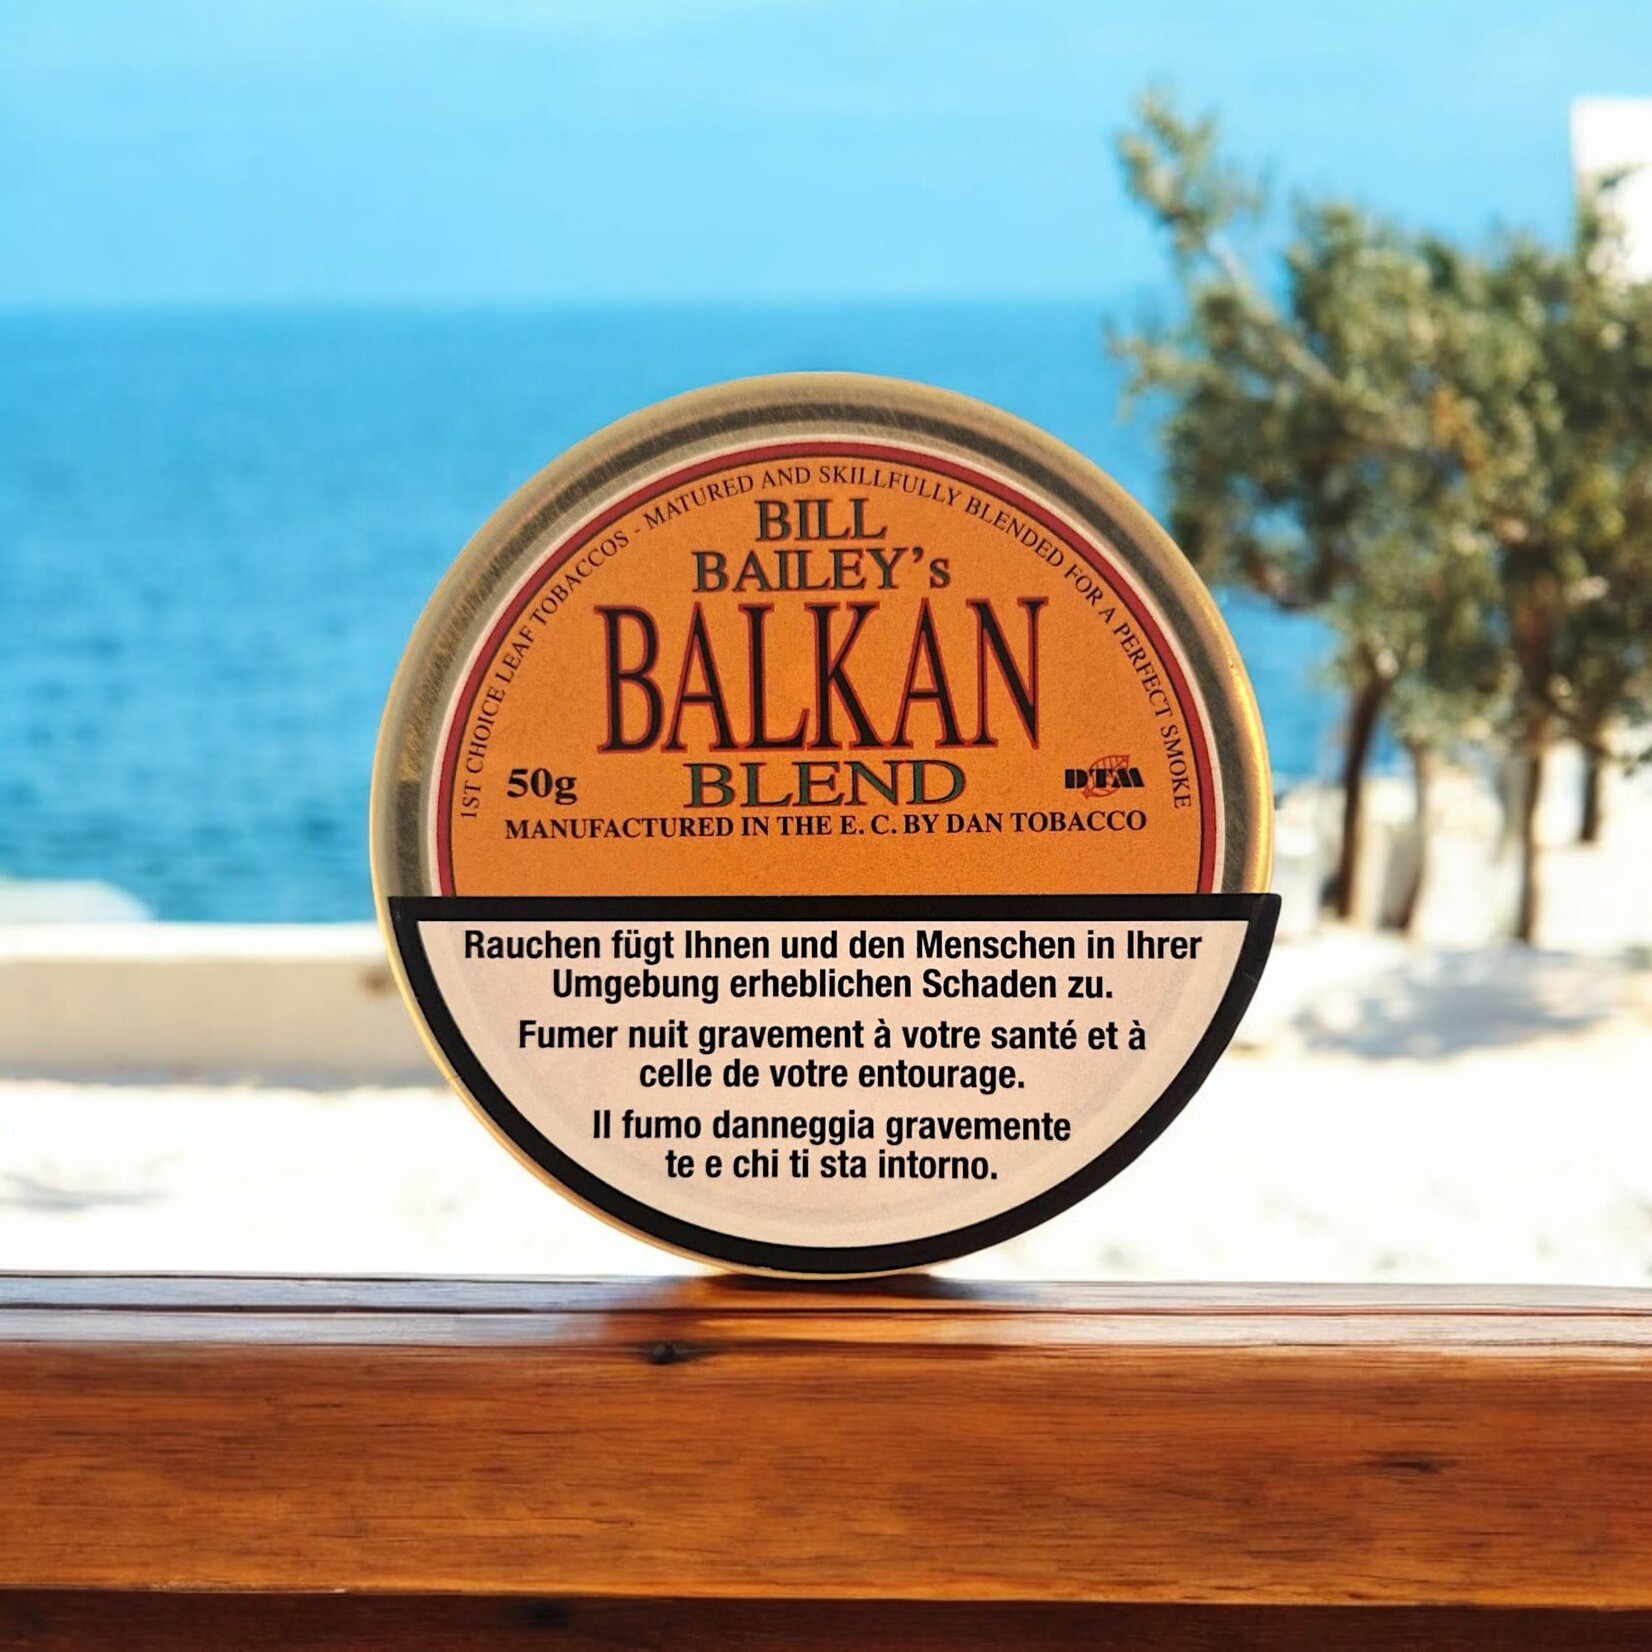 1ST CHOICE LEAF TOBACCOS - MATURED AND SKILLFULLY BLENDED FOR A PERFECT SMOKE
BILL
BAILEY's
BALKAN
BLEND
50g
DTM
MANUFACTURED IN THE E. C. BY DAN TOBACCO
Rauchen fügt Ihnen und den Menschen in Ihrer
Umgebung erheblichen Schaden zu.
Fumer nuit gravement à votre santé et à
celle de votre entourage.
Il fumo danneggia gravemente
te e chi ti sta intorno.